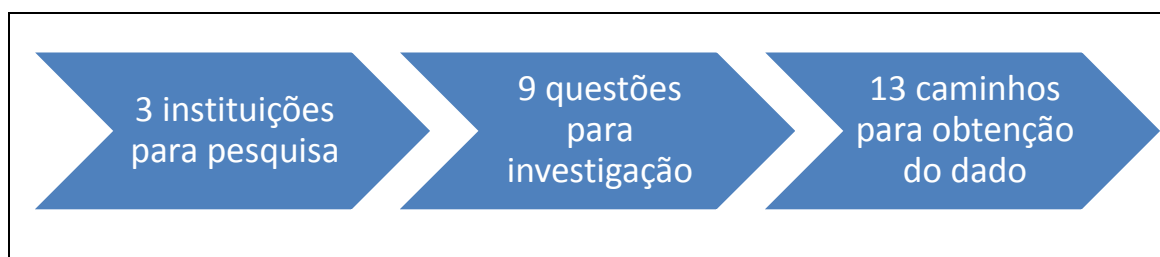 3 instituições
para pesquisa
9 questões
para
investigação
13 caminhos
para obtenção
do dado